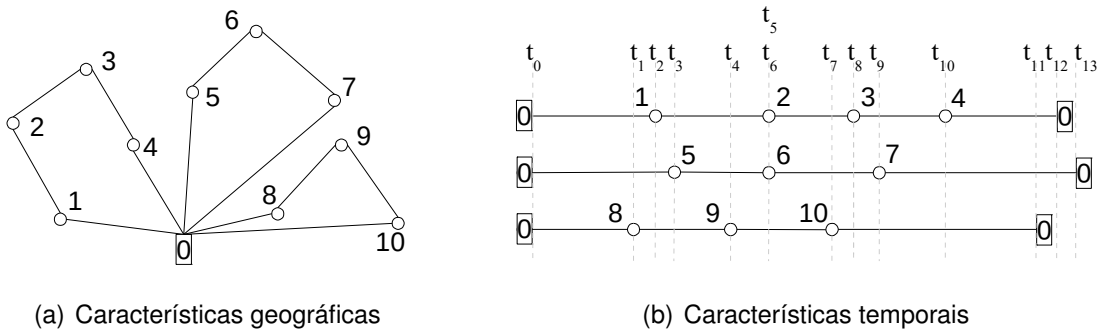 6
3
7
5
2
9
4
8
1
10
0
(a) Características geográficas
t5
t0 t1 t2 t3 t4 t6 t7 t8 t9 t10 t11 t12 t13
0 1 2 3 4 0
0 5 6 7 0
0 8 9 10 0
(b) Características temporais